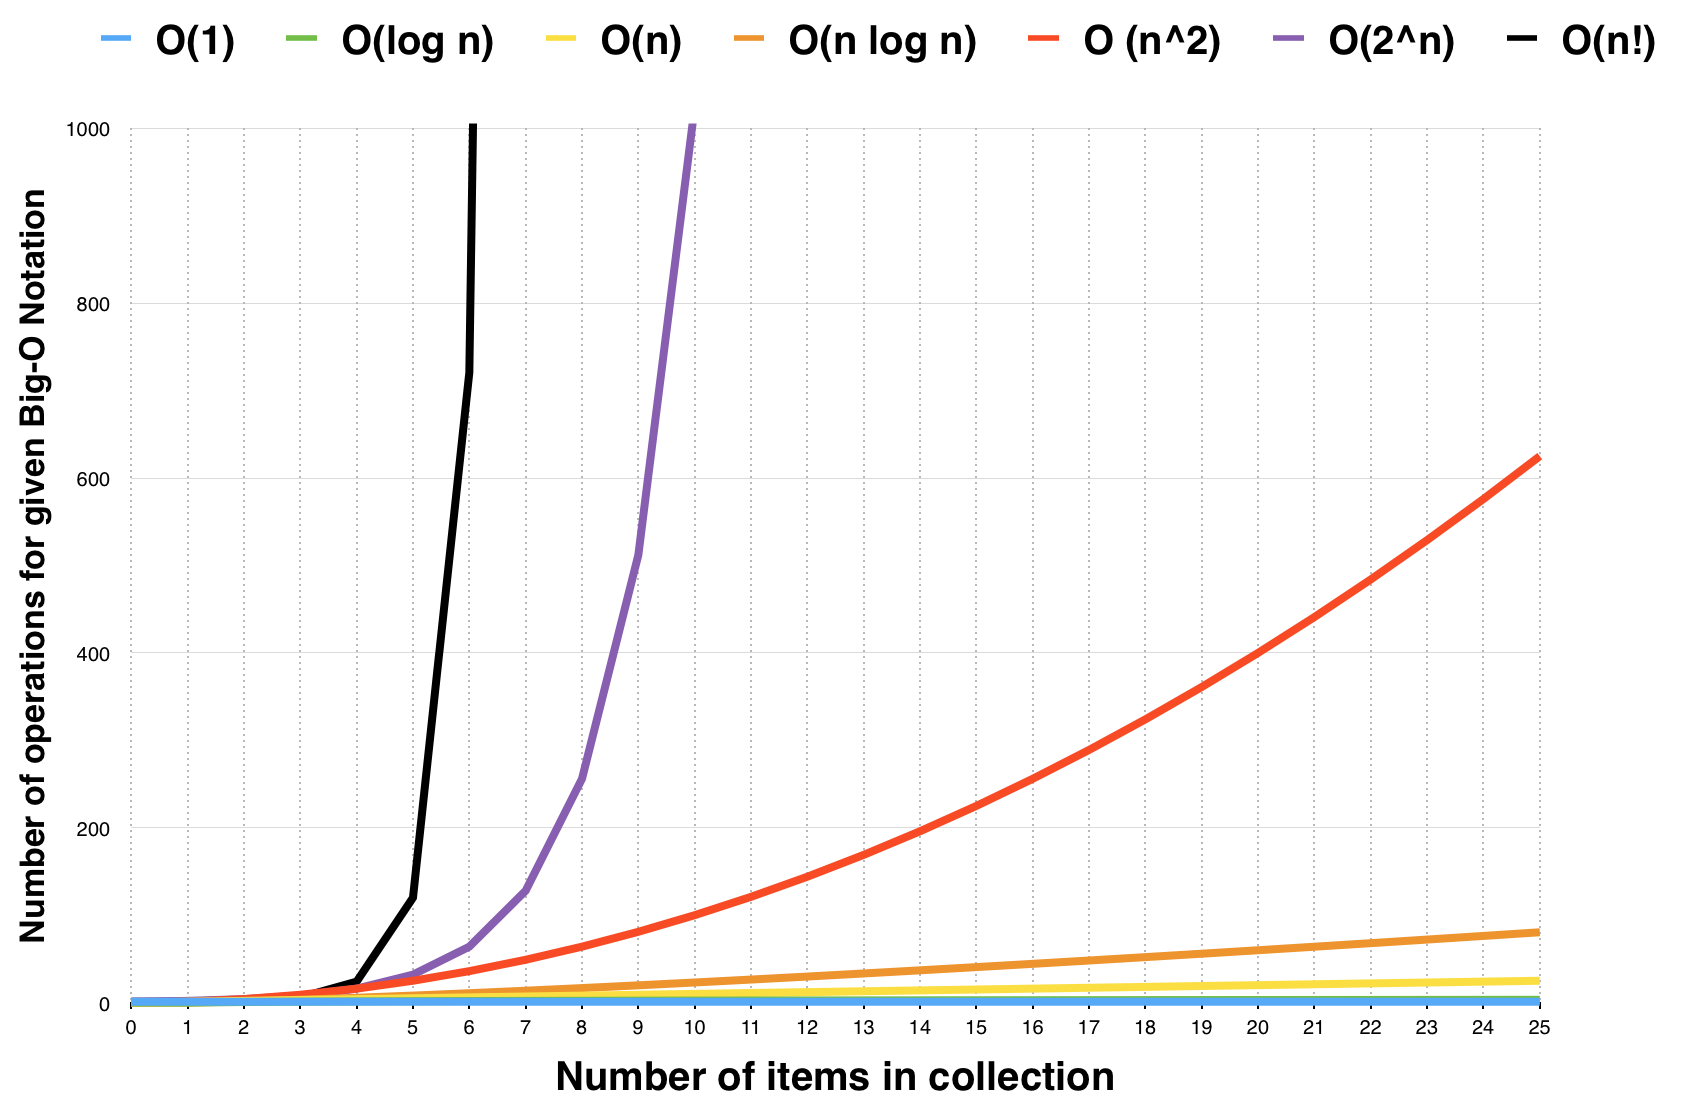 O(1) O(log n) O(n) O(n log n) O (n^2) O(2^n) O(n!)
Number of operations for given Big-O Notation
1000
800
600
400
200
0
0 1 2 3 4 5 6 7 8 9 10 11 12 13 14 15 16 17 18 19 20 21 22 23 24 25
Number of items in collection